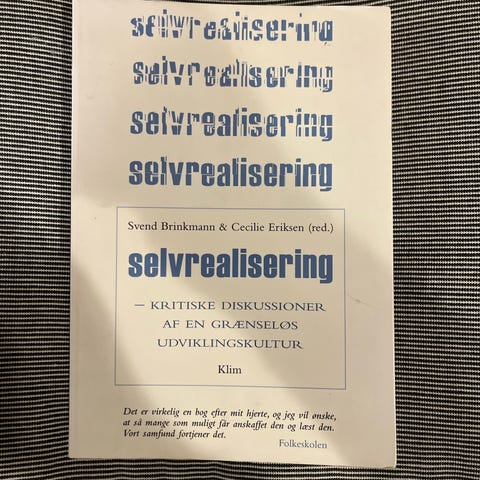 selvrealisering
selvrealisering
selvrealisering
selvrealisering
Svend Brinkmann & Cecilie Eriksen (red.)
selvrealisering
– KRITISKE DISKUSSIONER
AF EN GRÆNSELØS
UDVIKLINGSKULTUR
Klim
Det er virkelig en bog efter mit hjerte, og jeg vil ønske,
at så mange som muligt får anskaffet den og læst den.
Vort samfund fortjener det.
Folkeskolen